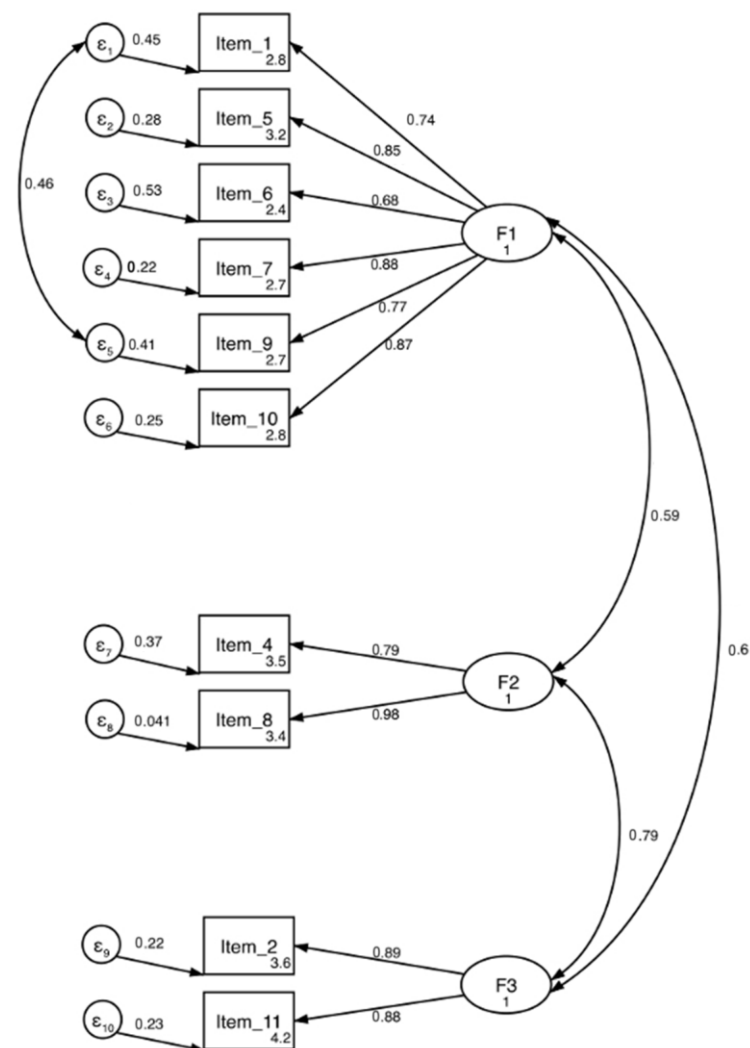 ε1 0.45 Item_1 2.8
0.74
ε2 0.28 Item_5 3.2
0.85
0.46
ε3 0.53 Item_6 2.4
0.68
F1 1
ε4 0.22 Item_7 2.7
0.88
0.77
ε5 0.41 Item_9 2.7
0.87
ε6 0.25 Item_10 2.8
0.59
ε7 0.37 Item_4 3.5
0.79
0.6
F2 1
ε8 0.041 Item_8 3.4
0.98
0.79
ε9 0.22 Item_2 3.6
0.89
F3 1
ε10 0.23 Item_11 4.2
0.88